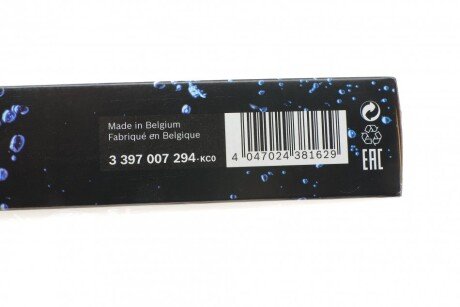 Made in Belgium
Fabriqué en Belgique
3 397 007 294-KC0
4 047024 381629
EAC